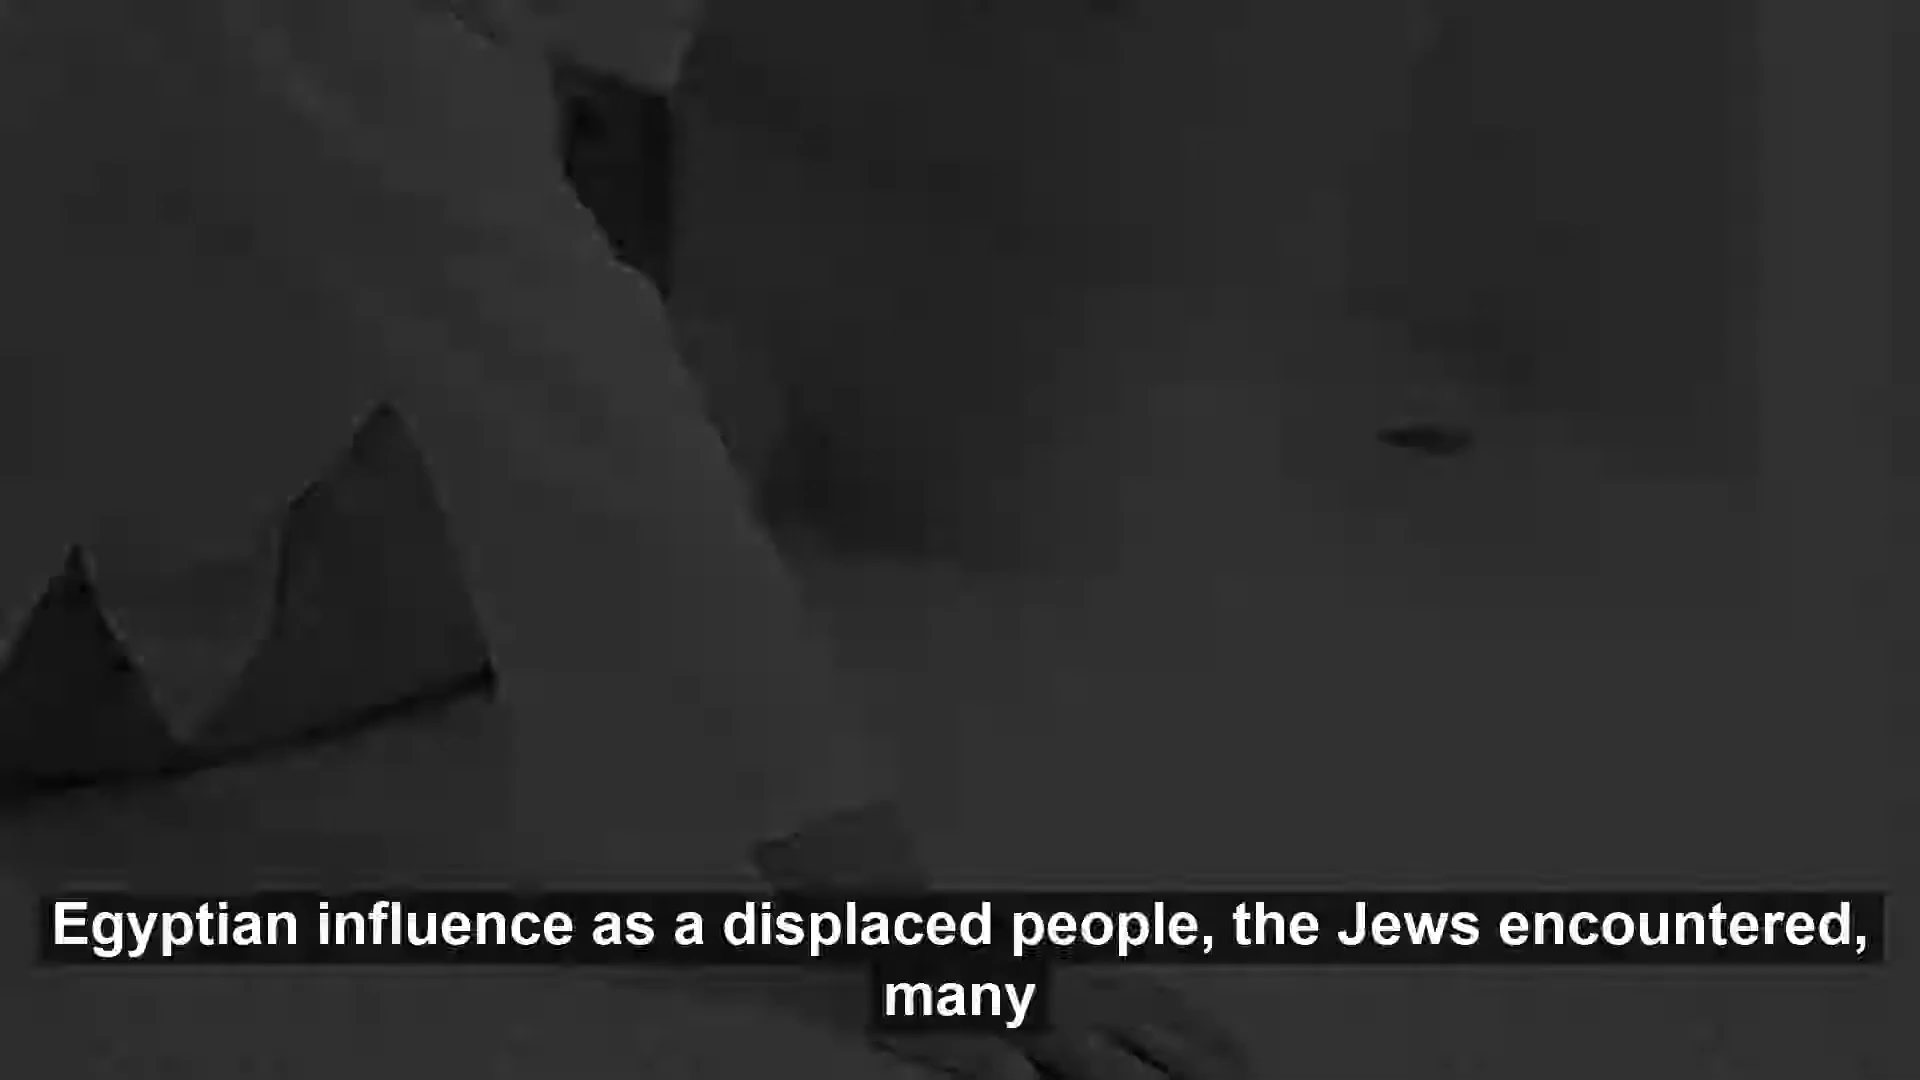 Egyptian influence as a displaced people, the Jews encountered,
many